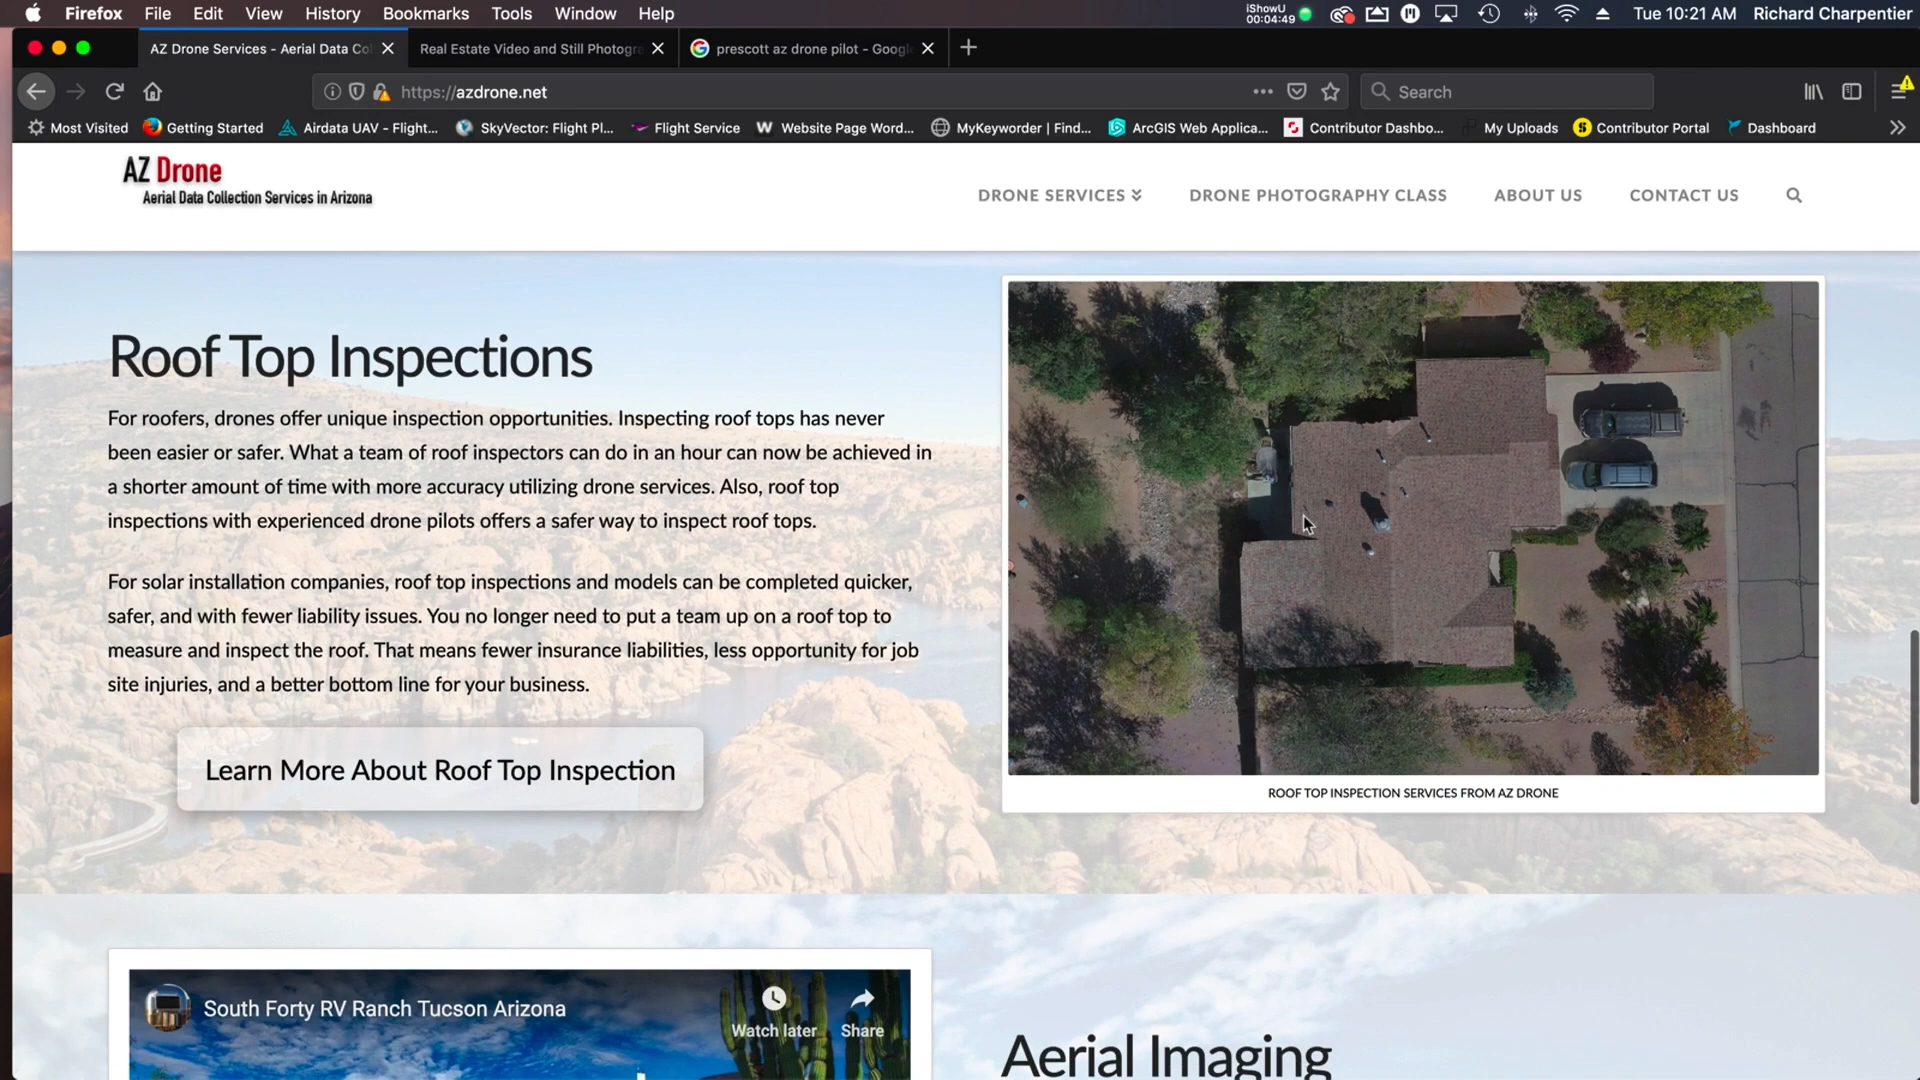 Firefox File Edit View History Bookmarks Tools Window Help
iShowU
00:04:49
Tue 10:21 AM Richard Charpentier
AZ Drone Services - Aerial Data Co
Real Estate Video and Still Photogra
prescott az drone pilot - Googl
https://azdrone.net
Search
Most Visited
Getting Started
Airdata UAV - Flight...
SkyVector: Flight Pl...
Flight Service
W Website Page Word...
MyKeyworder | Find...
ArcGIS Web Applica...
Contributor Dashbo...
My Uploads
Contributor Portal
Dashboard
AZ Drone
Aerial Data Collection Services in Arizona
DRONE SERVICES
DRONE PHOTOGRAPHY CLASS
ABOUT US
CONTACT US
Roof Top Inspections
For roofers, drones offer unique inspection opportunities. Inspecting roof tops has never
been easier or safer. What a team of roof inspectors can do in an hour can now be achieved in
a shorter amount of time with more accuracy utilizing drone services. Also, roof top
inspections with experienced drone pilots offers a safer way to inspect roof tops.
For solar installation companies, roof top inspections and models can be completed quicker,
safer, and with fewer liability issues. You no longer need to put a team up on a roof top to
measure and inspect the roof. That means fewer insurance liabilities, less opportunity for job
site injuries, and a better bottom line for your business.
Learn More About Roof Top Inspection
ROOF TOP INSPECTION SERVICES FROM AZ DRONE
South Forty RV Ranch Tucson Arizona
Watch later
Share
Aerial Imaging